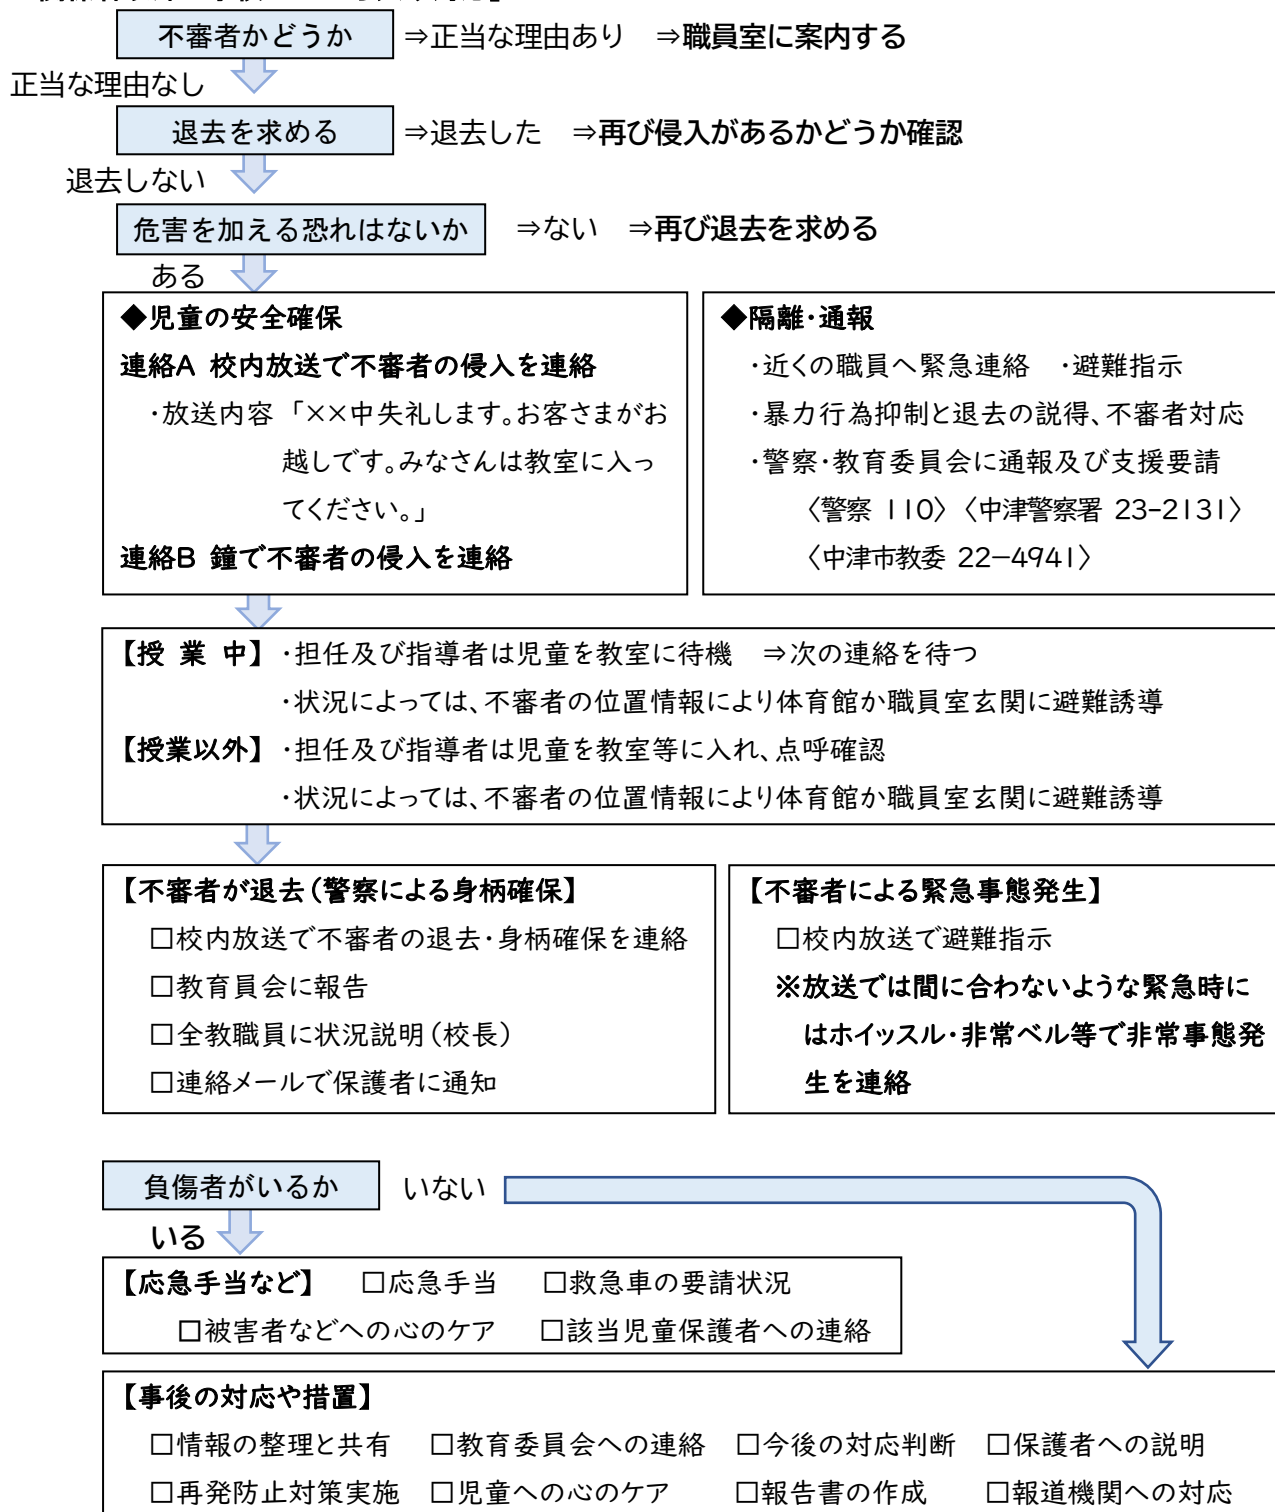 不審者かどうか ⇒正当な理由あり ⇒職員室に案内する
正当な理由なし
退去を求める ⇒退去した ⇒再び侵入があるかどうか確認
退去しない
危害を加える恐れはないか ⇒ない ⇒再び退去を求める
ある
◆児童の安全確保
連絡A 校内放送で不審者の侵入を連絡
・放送内容 「××中失礼します。お客さまがお
越しです。みなさんは教室に入っ
てください。」
連絡B 鐘で不審者の侵入を連絡
◆隔離・通報
・近くの職員へ緊急連絡 ・避難指示
・暴力行為抑制と退去の説得、不審者対応
・警察・教育委員会に通報及び支援要請
〈警察 110〉〈中津警察署 23-2131〉
〈中津市教委 22−4941〉
【授 業 中】・担任及び指導者は児童を教室に待機 ⇒次の連絡を待つ
・状況によっては、不審者の位置情報により体育館か職員室玄関に避難誘導
【授業以外】・担任及び指導者は児童を教室等に入れ、点呼確認
・状況によっては、不審者の位置情報により体育館か職員室玄関に避難誘導
【不審者が退去（警察による身柄確保】
□校内放送で不審者の退去・身柄確保を連絡
□教育員会に報告
□全教職員に状況説明（校長）
□連絡メールで保護者に通知
【不審者による緊急事態発生】
□校内放送で避難指示
※放送では間に合わないような緊急時に
はホイッスル・非常ベル等で非常事態発
生を連絡
負傷者がいるか いない
いる
【応急手当など】 □応急手当 □救急車の要請状況
□被害者などへの心のケア □該当児童保護者への連絡
【事後の対応や措置】
□情報の整理と共有 □教育委員会への連絡 □今後の対応判断 □保護者への説明
□再発防止対策実施 □児童への心のケア □報告書の作成 □報道機関への対応